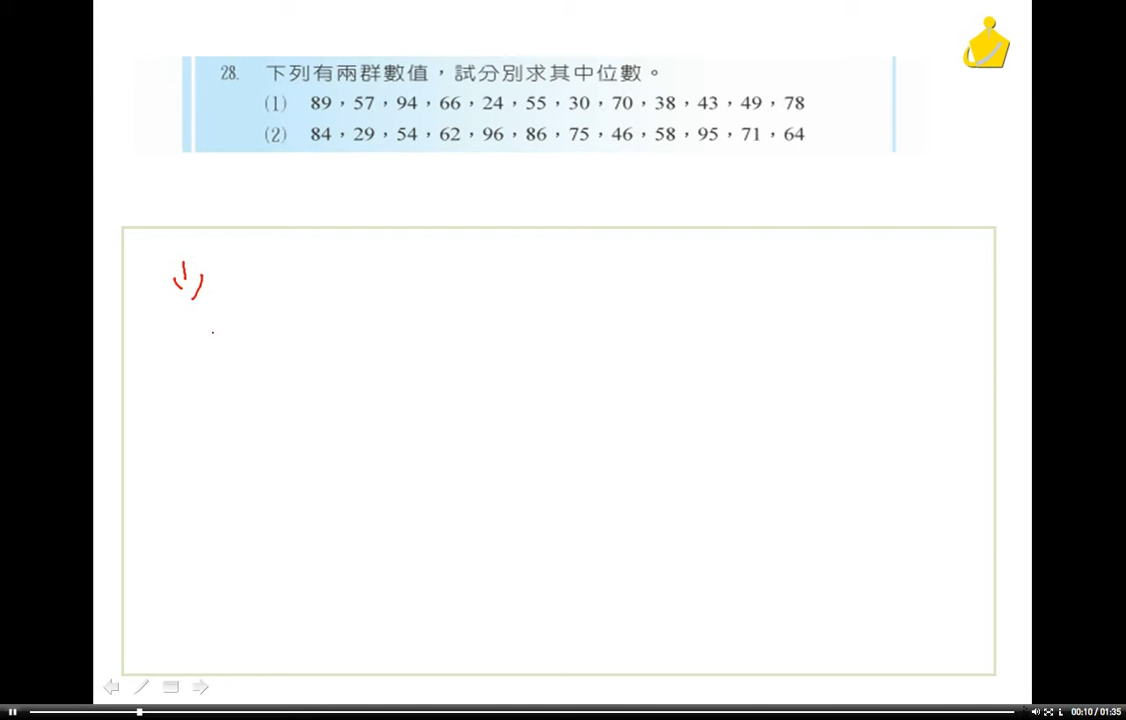 28. 下列有兩群數值，試分別求其中位數。
(1) 89，57，94，66，24，55，30，70，38，43，49，78
(2) 84，29，54，62，96，86，75，46，58，95，71，64
(1)
00:10 / 01:35